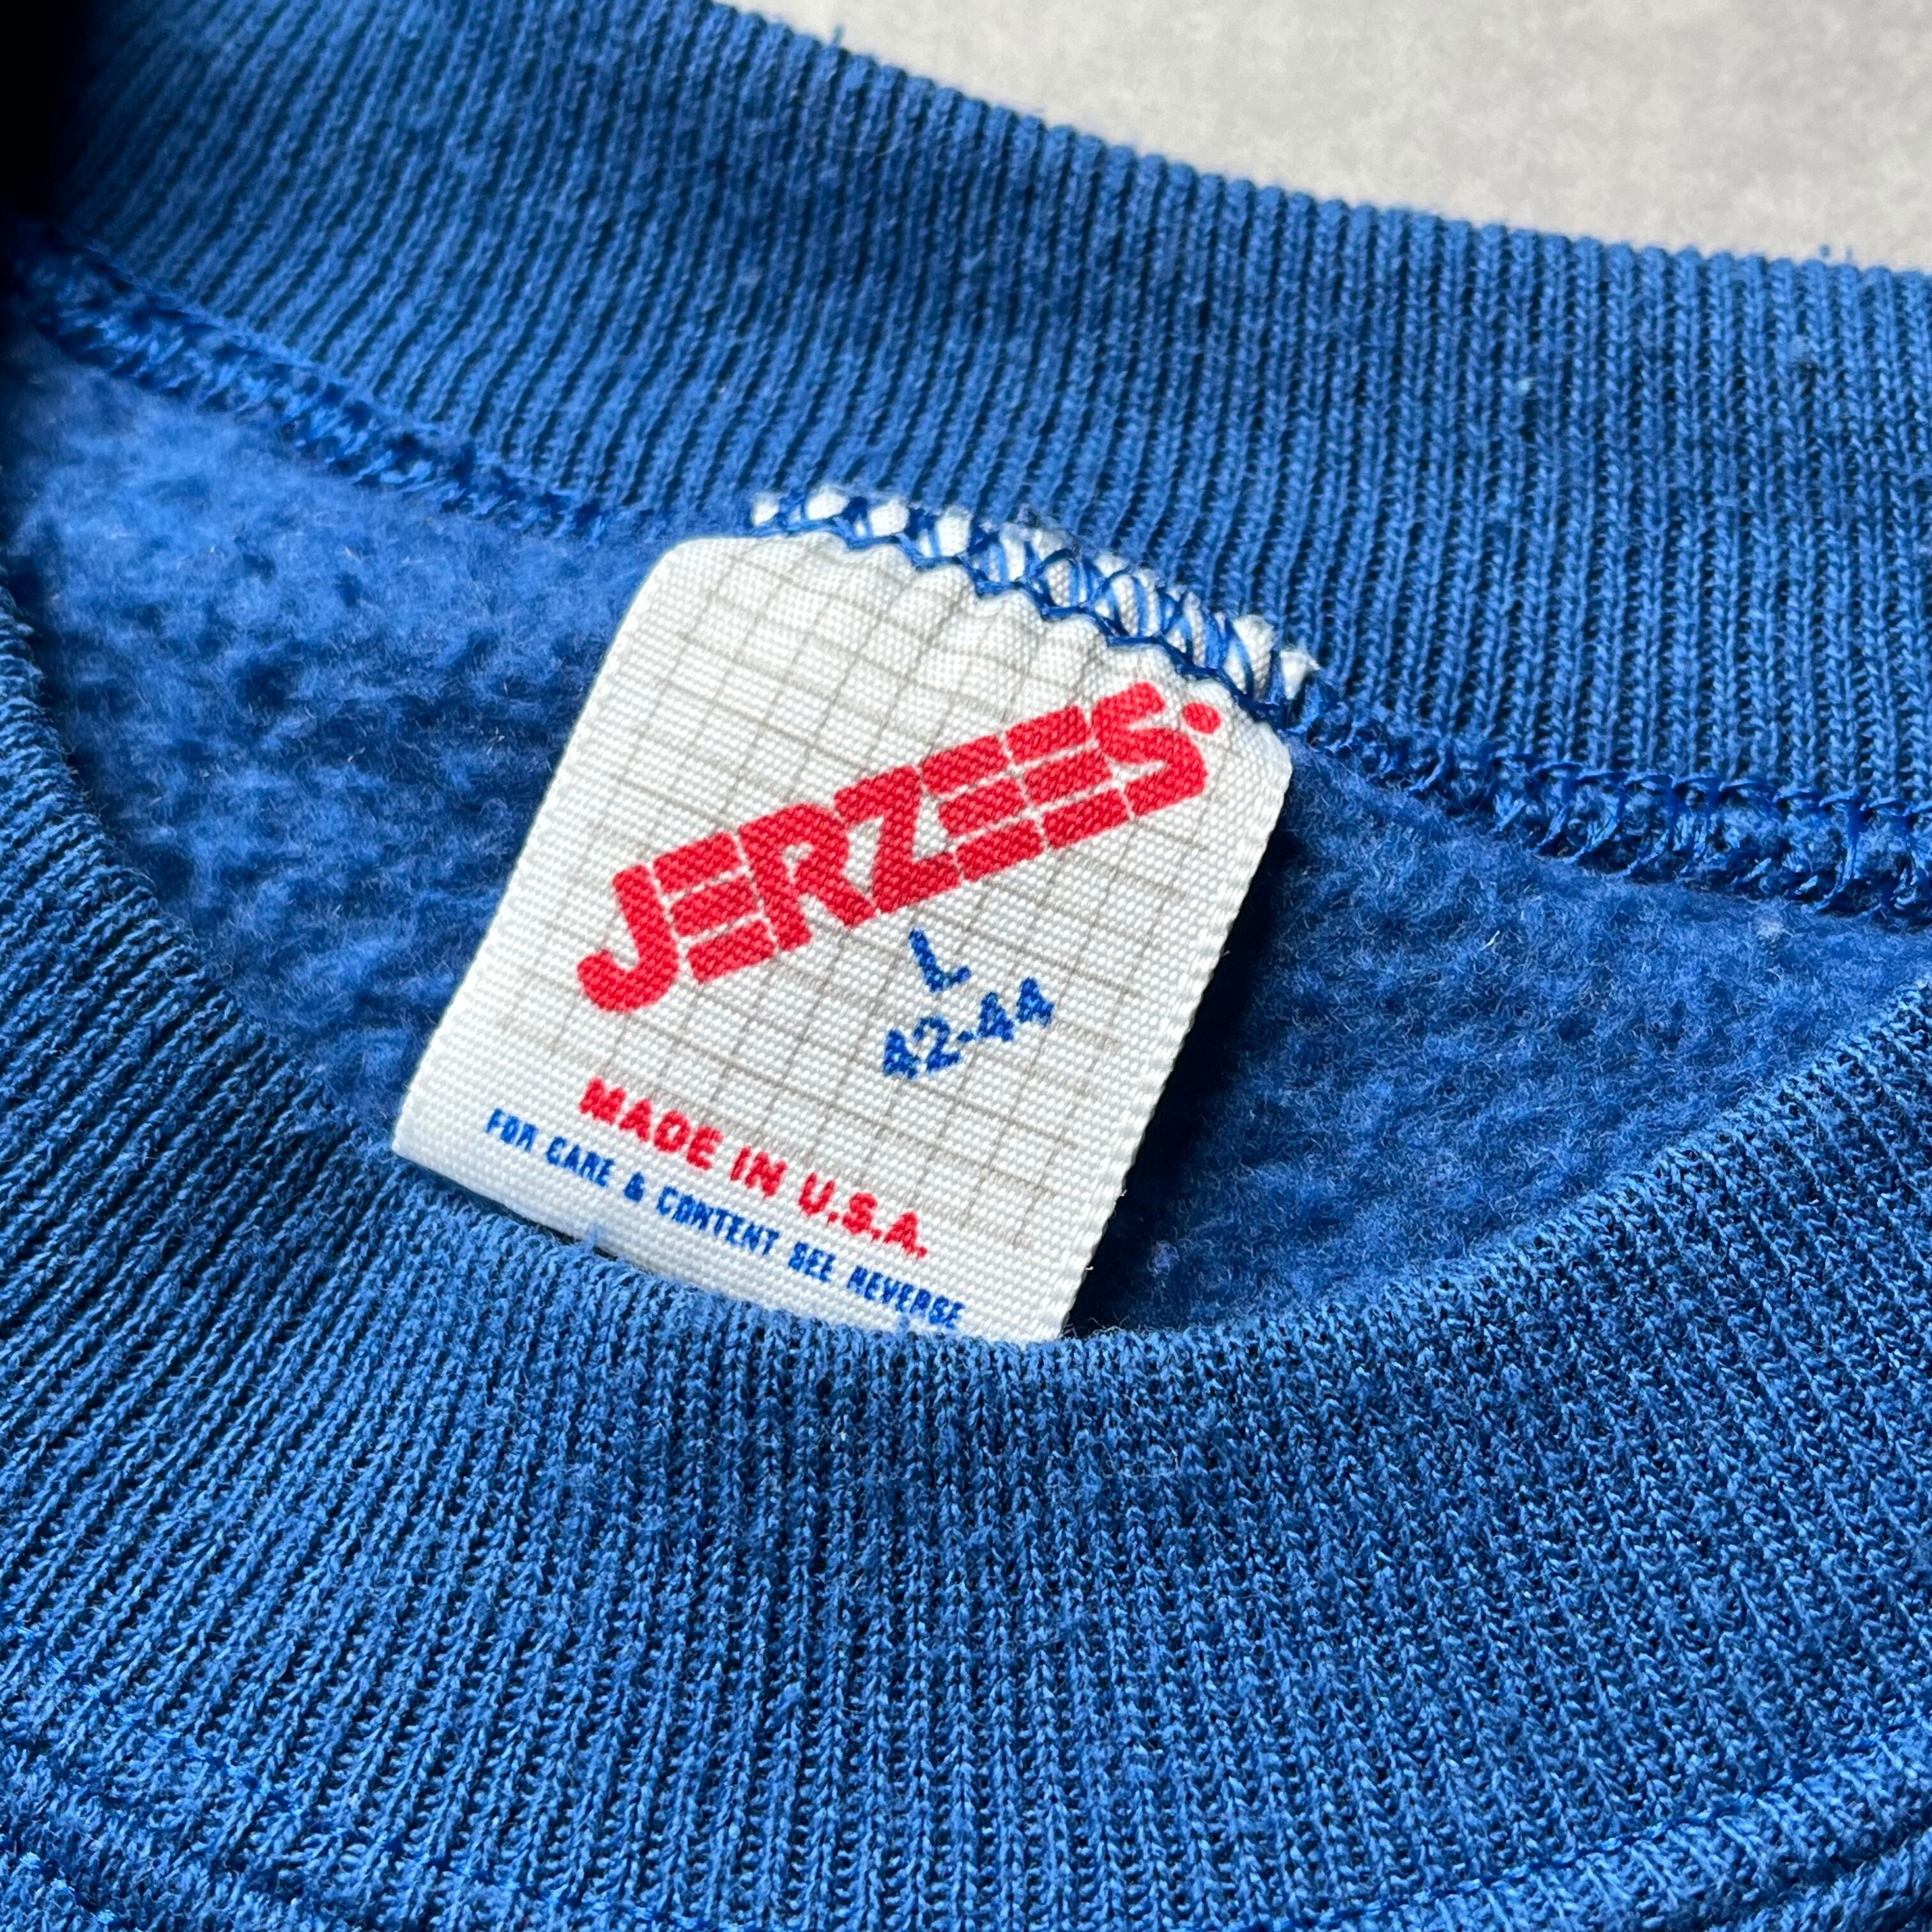 JERZEES
L
42-44
MADE IN U.S.A.
FOR CARE & CONTENT SEE REVERSE